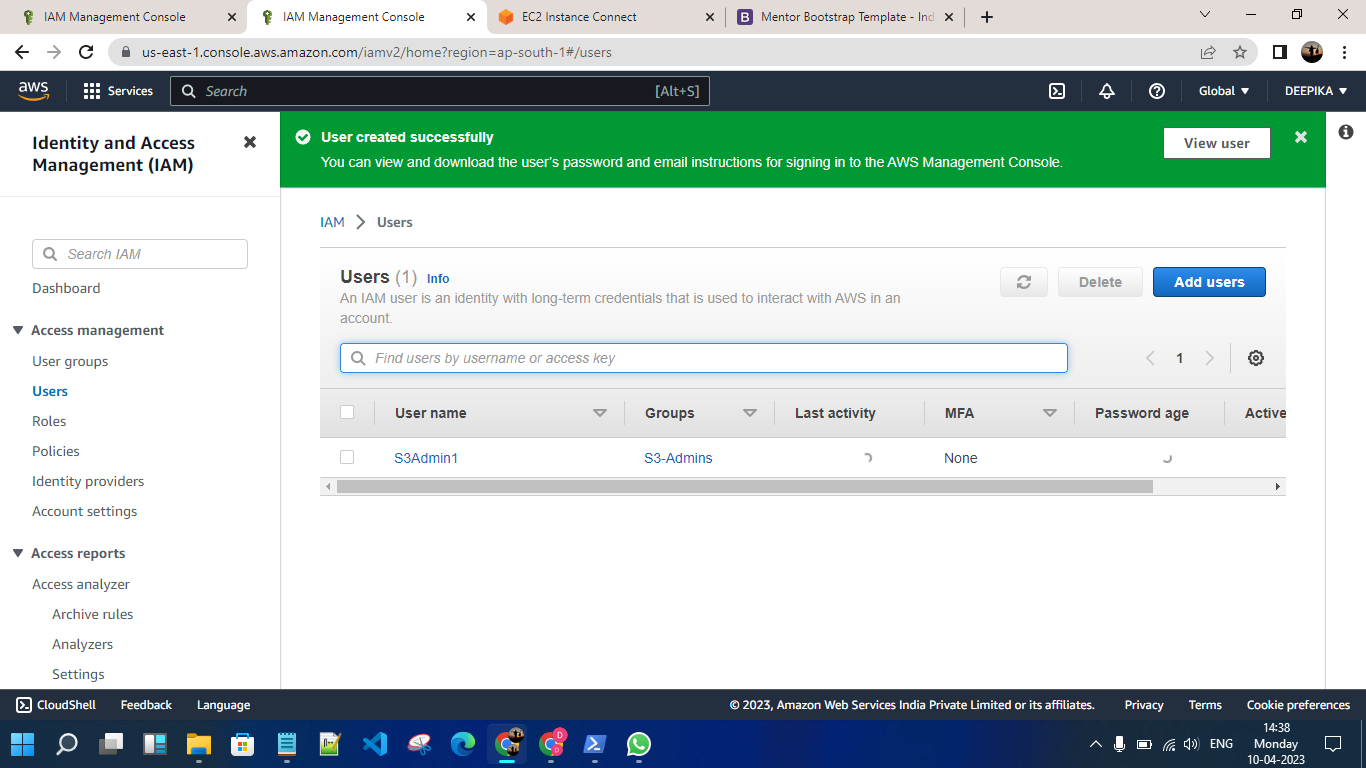 IAM Management Console
IAM Management Console
EC2 Instance Connect
Mentor Bootstrap Template - Ind
us-east-1.console.aws.amazon.com/iamv2/home?region=ap-south-1#/users
aws
Services
Search
[Alt+S]
Global
DEEPIKA
Identity and Access
Management (IAM)
Search IAM
Dashboard
Access management
User groups
Users
Roles
Policies
Identity providers
Account settings
Access reports
Access analyzer
Archive rules
Analyzers
Settings
User created successfully
You can view and download the user's password and email instructions for signing in to the AWS Management Console.
View user
IAM > Users
Users (1) Info
An IAM user is an identity with long-term credentials that is used to interact with AWS in an
account.
Delete
Add users
Find users by username or access key
1
User name Groups Last activity MFA Password age Active
S3Admin1 S3-Admins None
CloudShell Feedback Language
© 2023, Amazon Web Services India Private Limited or its affiliates. Privacy Terms Cookie preferences
D
D
ENG
14:38
Monday
10-04-2023